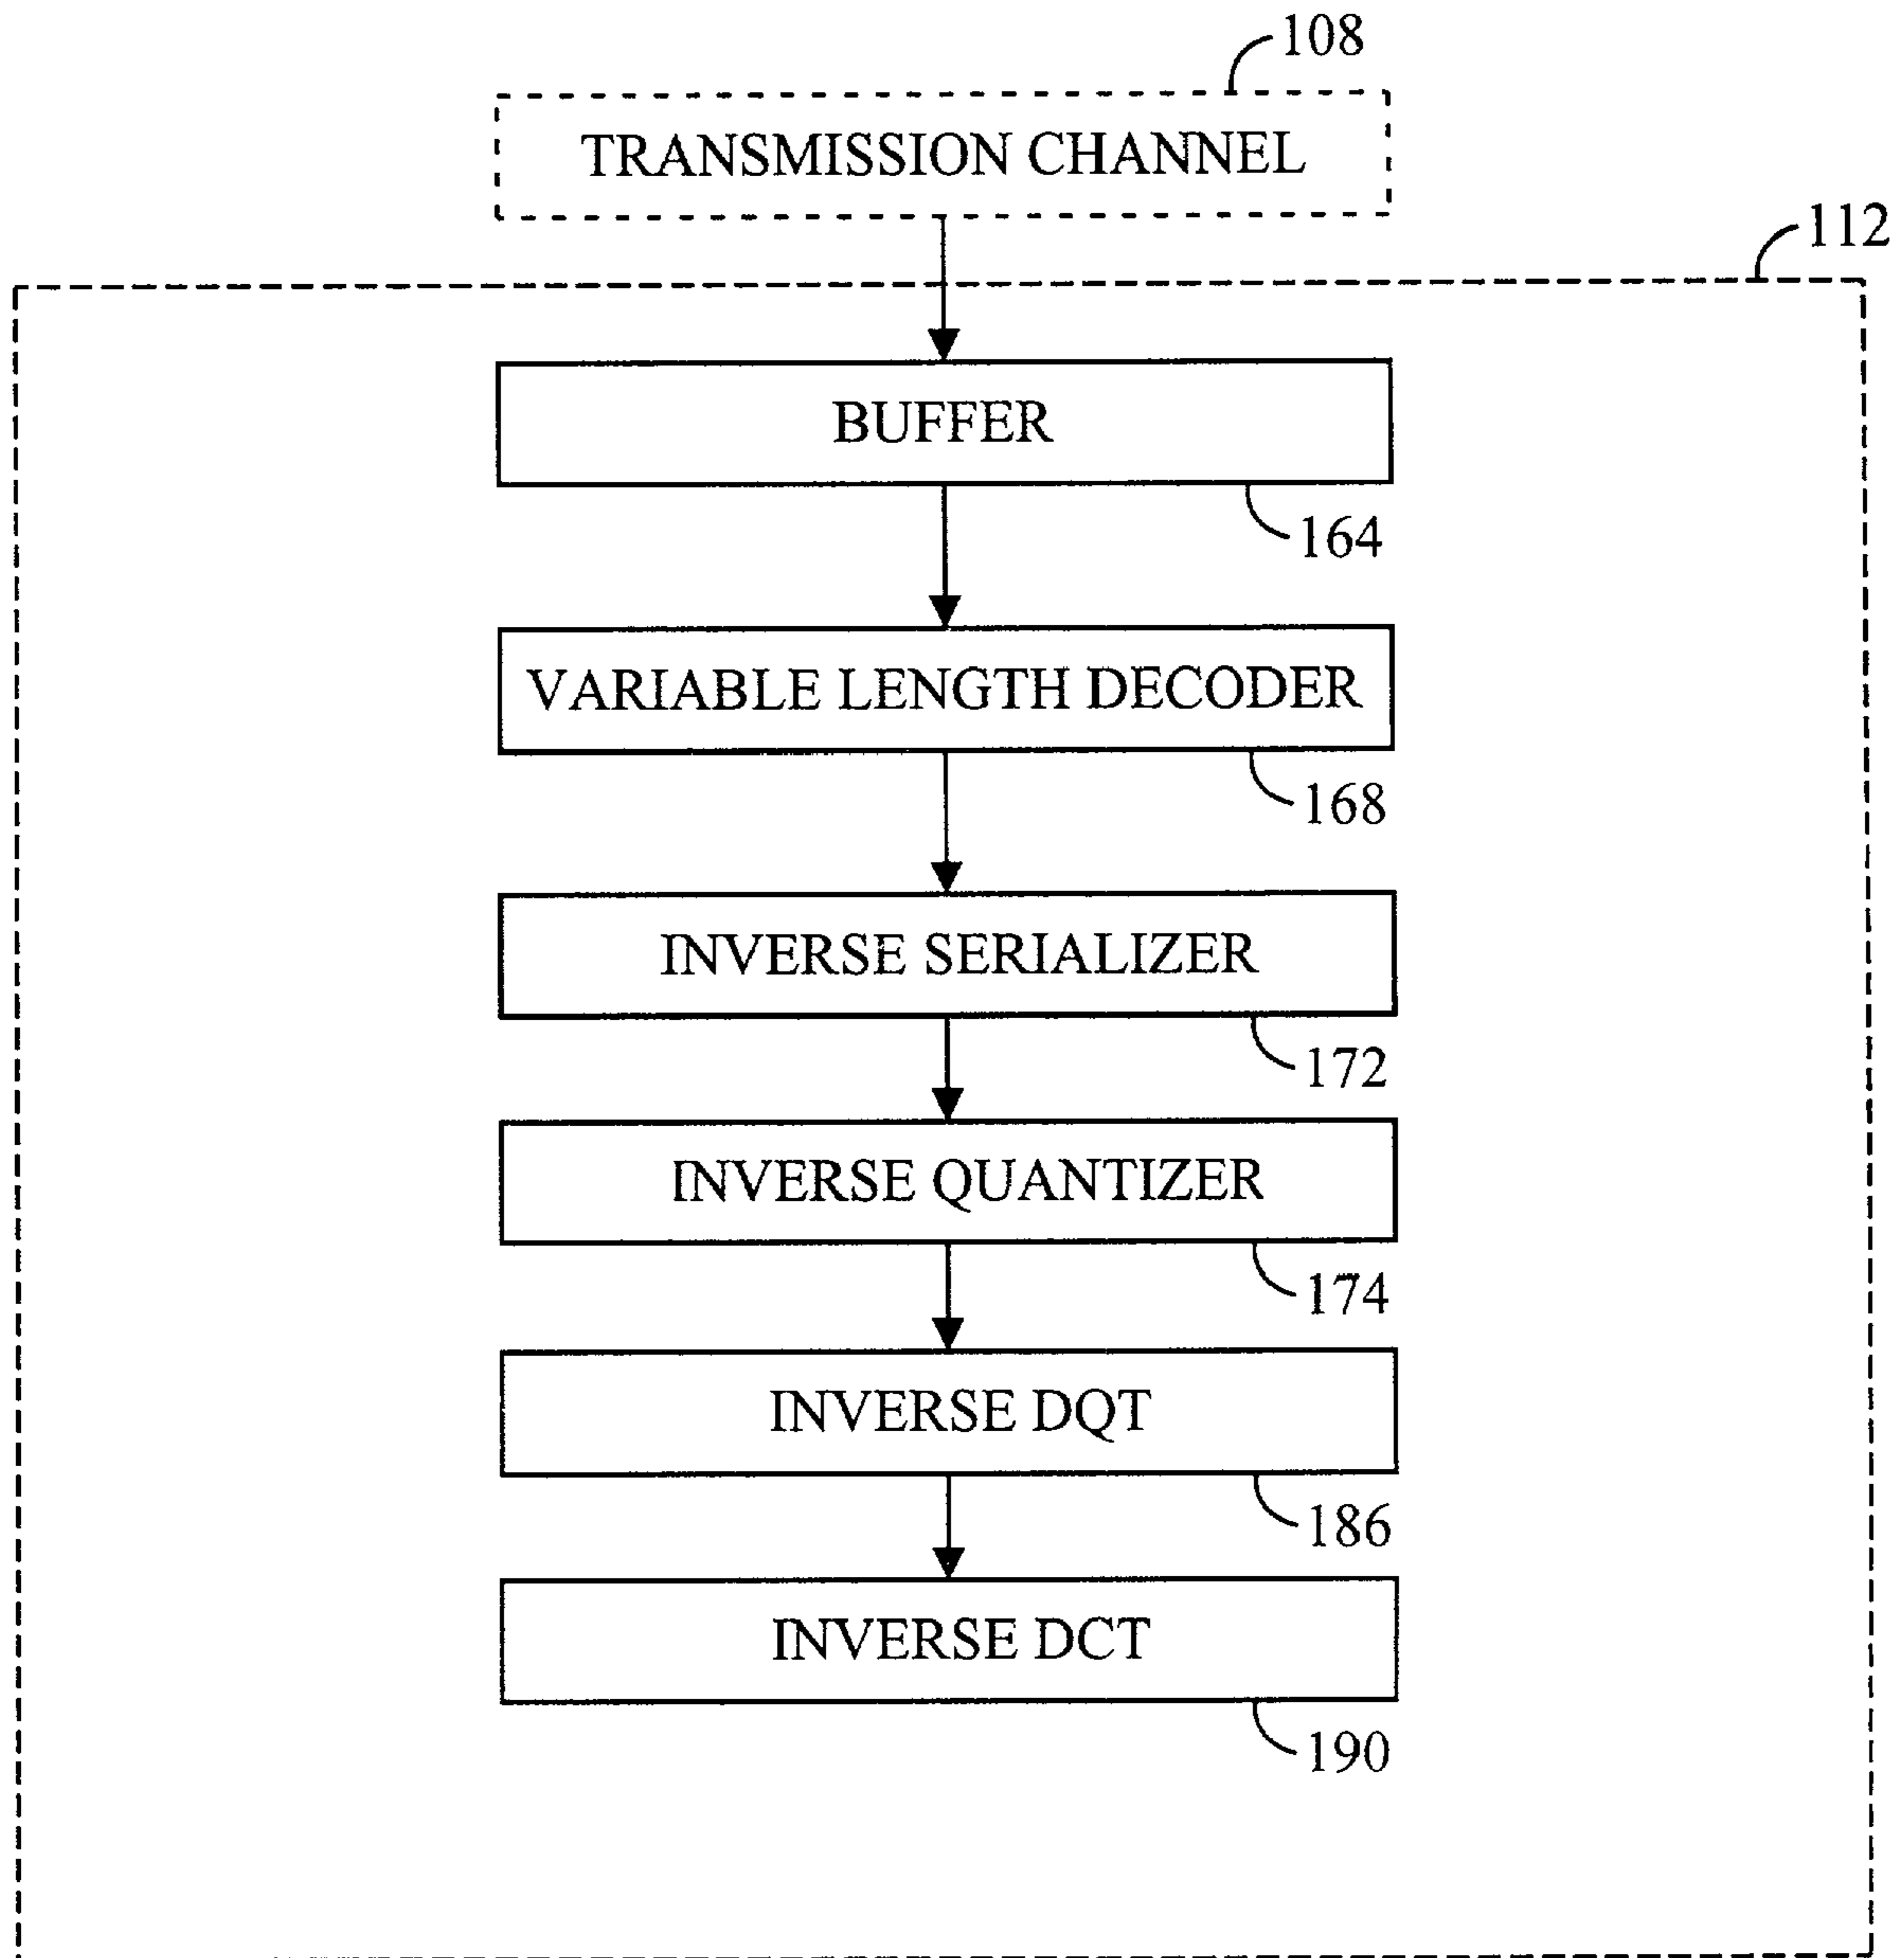 108
TRANSMISSION CHANNEL
112
BUFFER
164
VARIABLE LENGTH DECODER
168
INVERSE SERIALIZER
172
INVERSE QUANTIZER
174
INVERSE DQT
186
INVERSE DCT
190